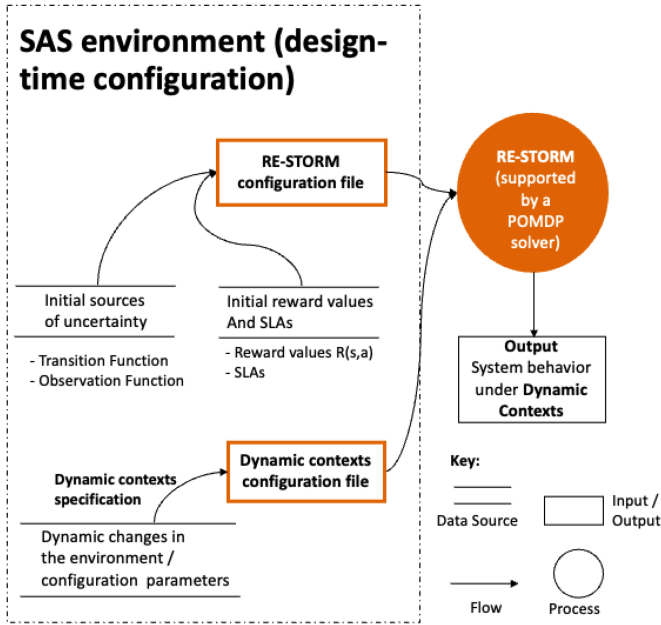 SAS environment (design-
time configuration)
RE-STORM
configuration file
RE-STORM
(supported
by a
POMDP
solver)
Initial sources
of uncertainty
- Transition Function
- Observation Function
Initial reward values
And SLAs
- Reward values R(s,a)
- SLAs
Output
System behavior
under Dynamic
Contexts
Dynamic contexts
specification
Dynamic contexts
configuration file
Dynamic changes in
the environment /
configuration parameters
Key:
Data Source
Input /
Output
Flow
Process